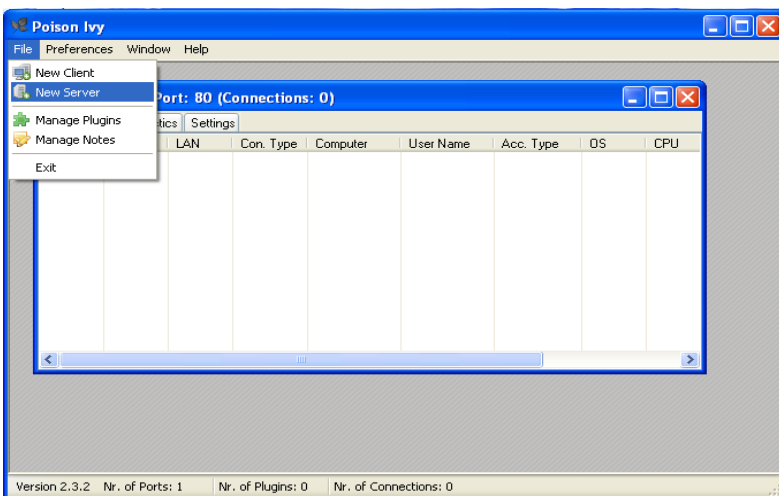 Poison Ivy
File Preferences Window Help
New Client
New Server
Port: 80 (Connections: 0)
Manage Plugins
tics Settings
Manage Notes
LAN Con. Type Computer User Name Acc. Type OS CPU
Exit
Version 2.3.2 Nr. of Ports: 1 Nr. of Plugins: 0 Nr. of Connections: 0